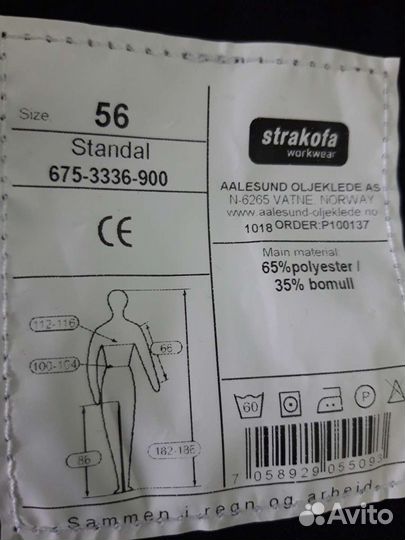 Size 56
Standal
675-3336-900
CE
112-116
66
100-104
86
182-186
strakofa
workwear
AALESUND OLJEKLEDE AS
N-6265 VATNE. NORWAY
www.aalesund-oljeklede.no
1018 ORDER:P100137
Main material:
65%polyester /
35% bomull
60
P
7 058929 055093
Sammen i regn og arbeid.
Avito